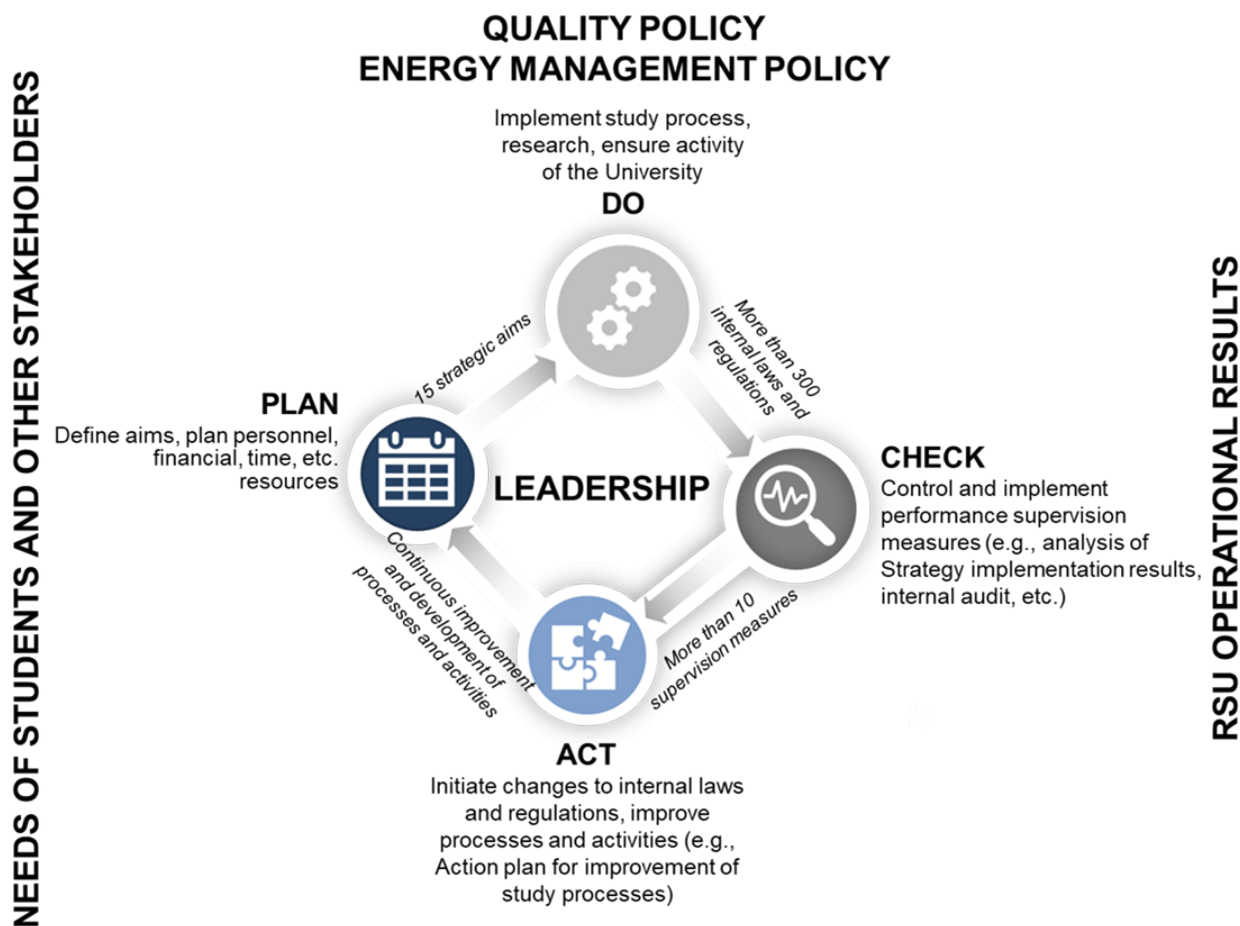 QUALITY POLICY
ENERGY MANAGEMENT POLICY
NEEDS OF STUDENTS AND OTHER STAKEHOLDERS
Implement study process,
research, ensure activity
of the University
DO
15 strategic aims
More than 300
internal laws and
regulations
PLAN
Define aims, plan personnel,
financial, time, etc.
resources
LEADERSHIP
CHECK
Control and implement
performance supervision
measures (e.g., analysis of
Strategy implementation results,
internal audit, etc.)
Continuous improvement
and development of
processes and activities
More than 10
supervision measures
ACT
Initiate changes to internal laws
and regulations, improve
processes and activities (e.g.,
Action plan for improvement of
study processes)
RSU OPERATIONAL RESULTS